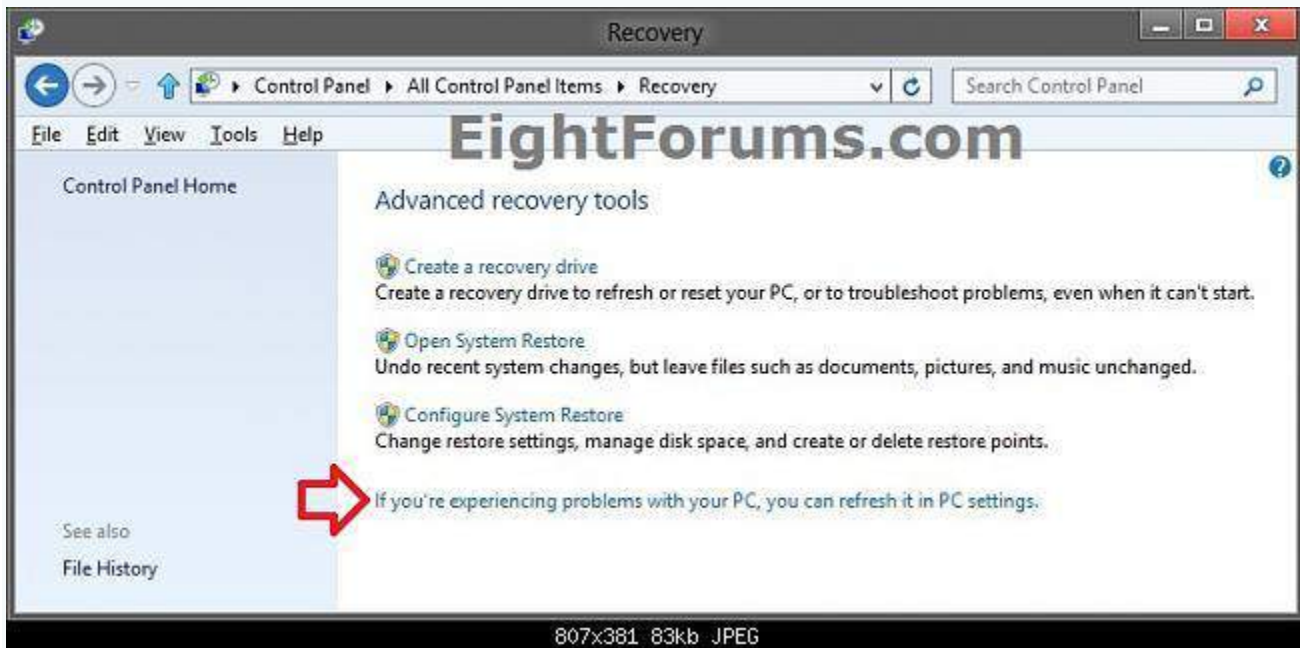 Recovery
Control Panel ▸ All Control Panel Items ▸ Recovery
Search Control Panel
File Edit View Tools Help
EightForums.com
Control Panel Home
Advanced recovery tools
Create a recovery drive
Create a recovery drive to refresh or reset your PC, or to troubleshoot problems, even when it can't start.
Open System Restore
Undo recent system changes, but leave files such as documents, pictures, and music unchanged.
Configure System Restore
Change restore settings, manage disk space, and create or delete restore points.
If you're experiencing problems with your PC, you can refresh it in PC settings.
See also
File History
807x381 83kb JPEG